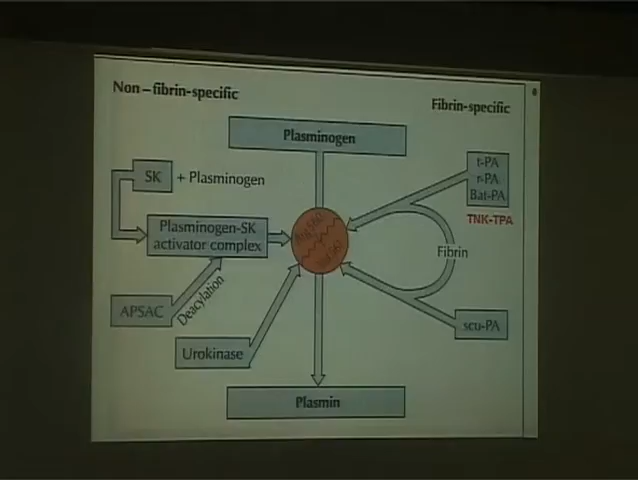 Non-fibrin-specific
Fibrin-specific
Plasminogen
SK + Plasminogen
t-PA
r-PA
Bat-PA
TNK-TPA
Plasminogen-SK
activator complex
Fibrin
APSAC
Deacylation
scu-PA
Urokinase
Plasmin